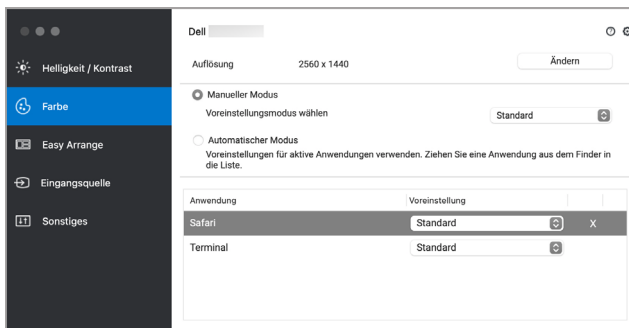 Dell
Auflösung 2560 x 1440 Ändern
Helligkeit / Kontrast
Farbe
Easy Arrange
Eingangsquelle
Sonstiges
Manueller Modus
Voreinstellungsmodus wählen Standard
Automatischer Modus
Voreinstellungen für aktive Anwendungen verwenden. Ziehen Sie eine Anwendung aus dem Finder in
die Liste.
Anwendung Voreinstellung
Safari Standard X
Terminal Standard